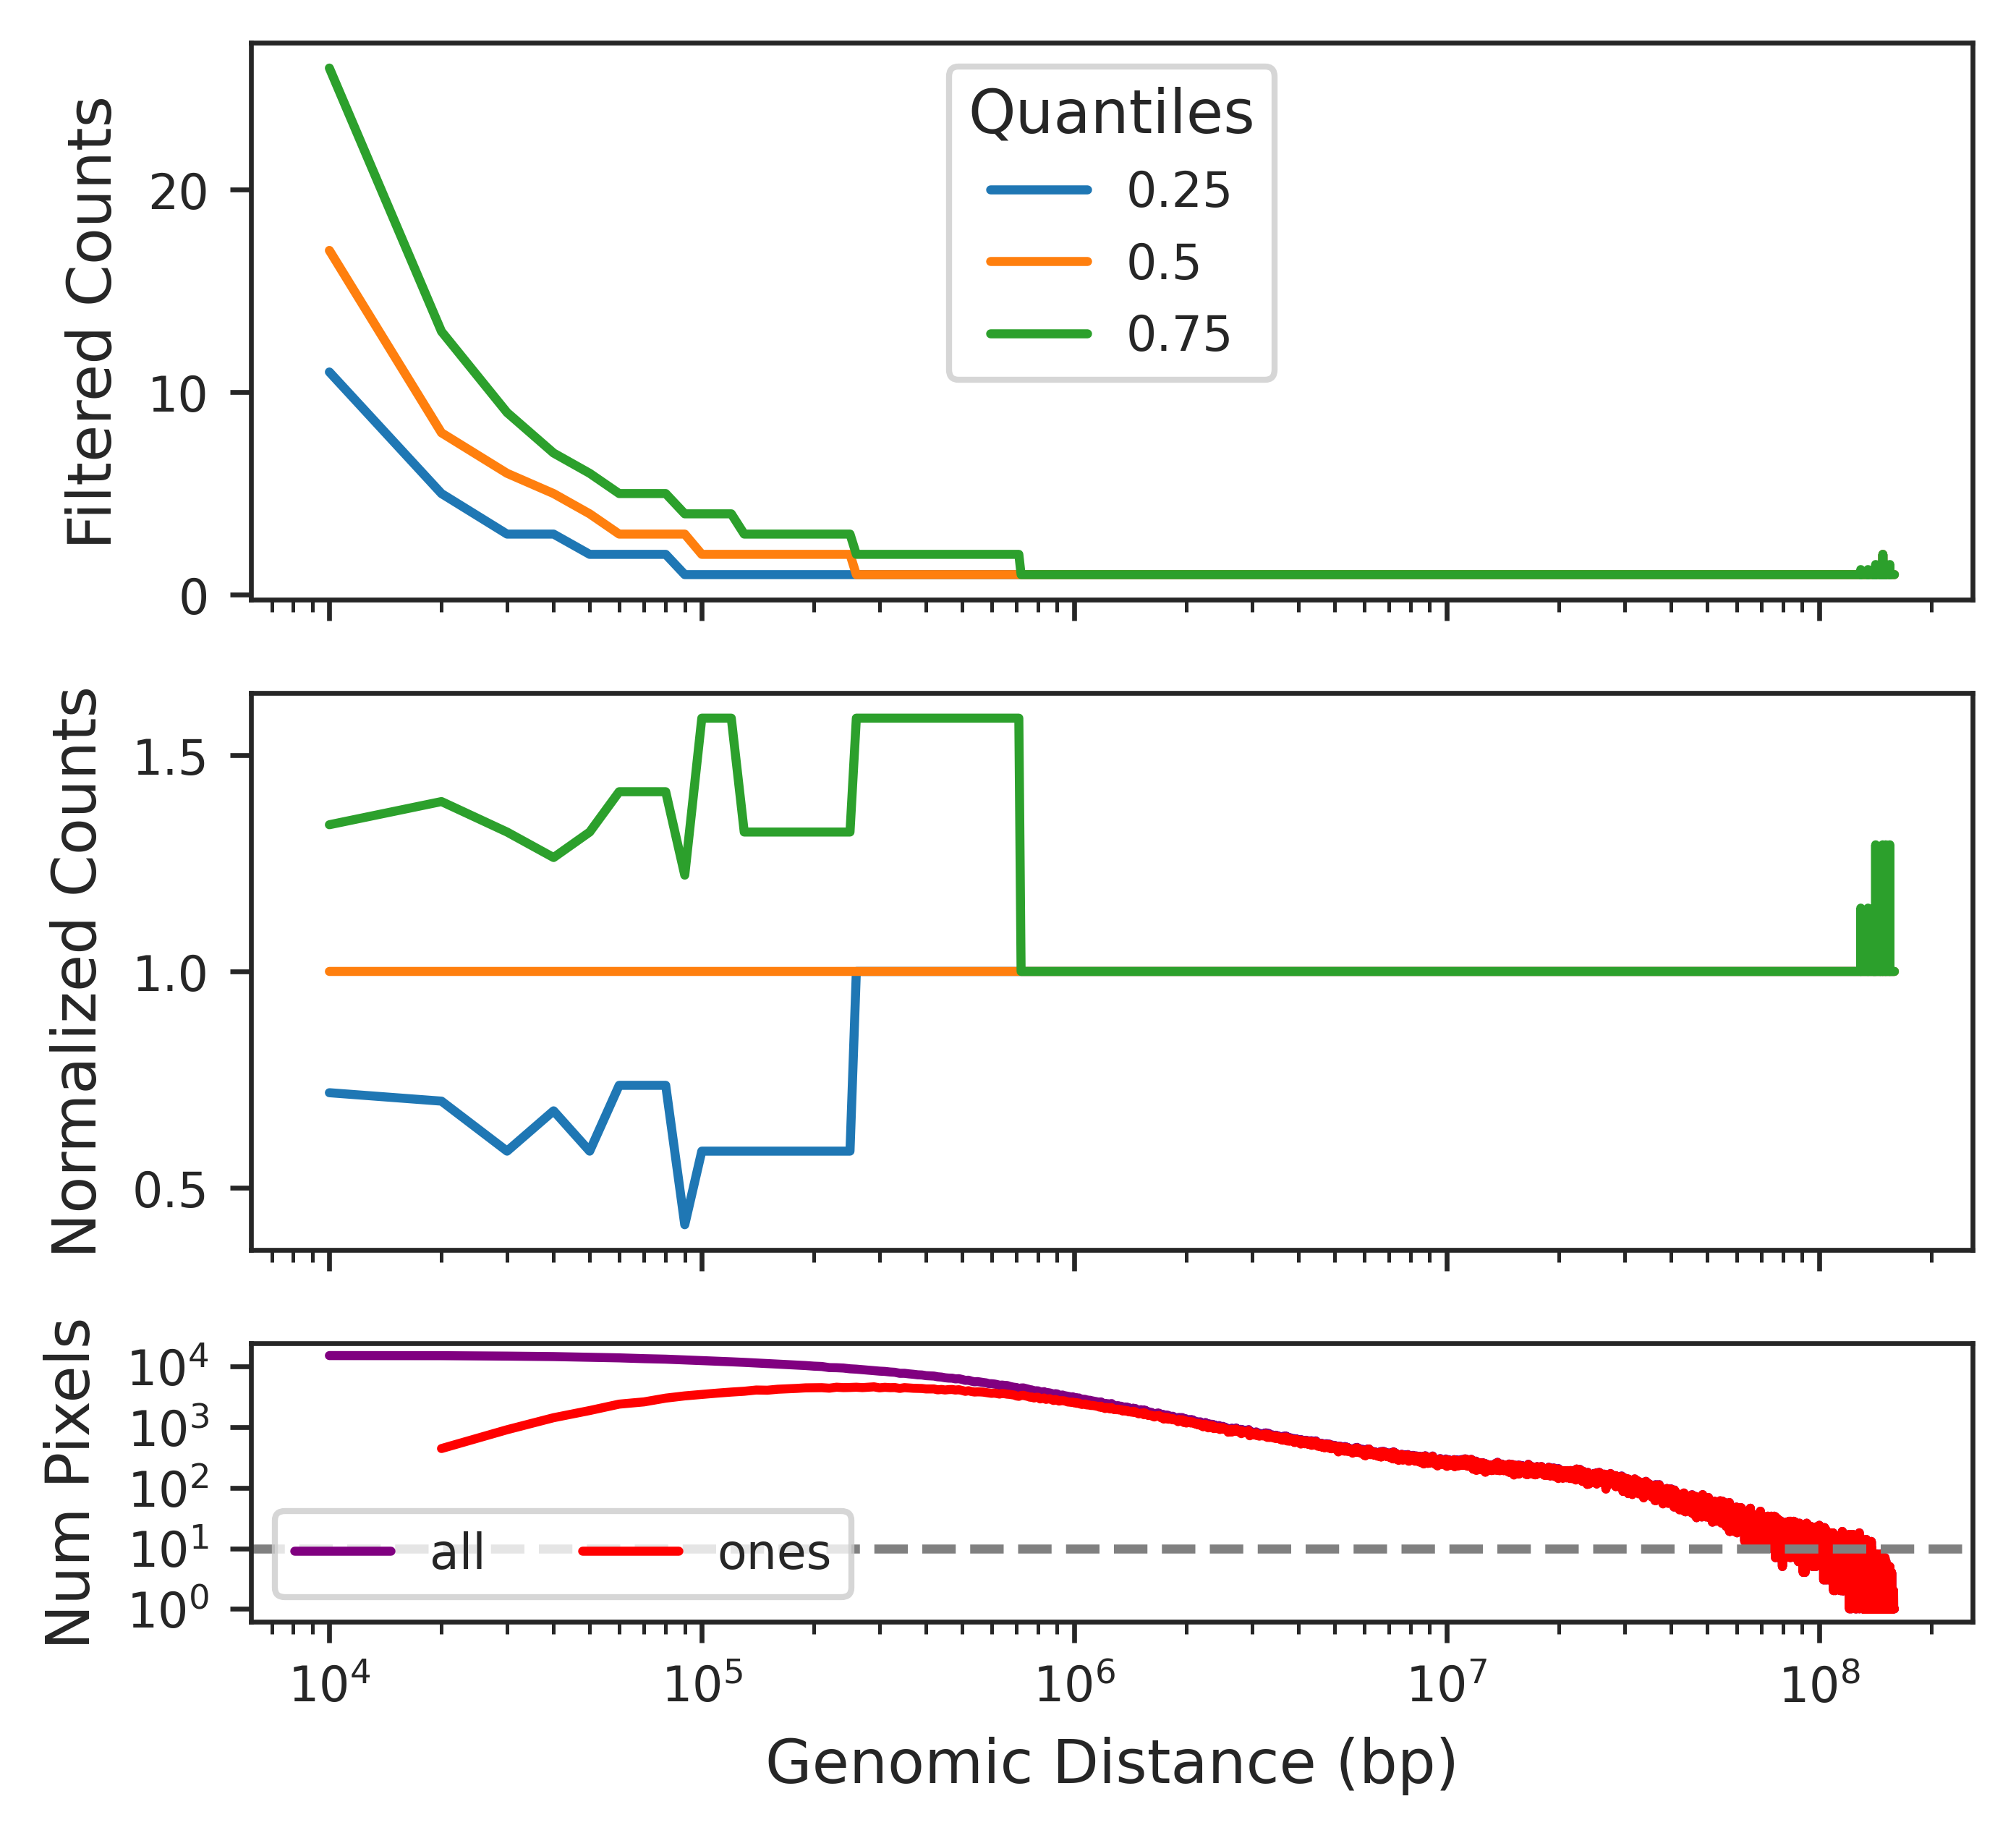 Filtered Counts
20
10
0
Quantiles
0.25
0.5
0.75
Normalized Counts
1.5
1.0
0.5
Num Pixels
10⁴
10³
10²
10¹
10⁰
all ones
10⁴ 10⁵ 10⁶ 10⁷ 10⁸
Genomic Distance (bp)